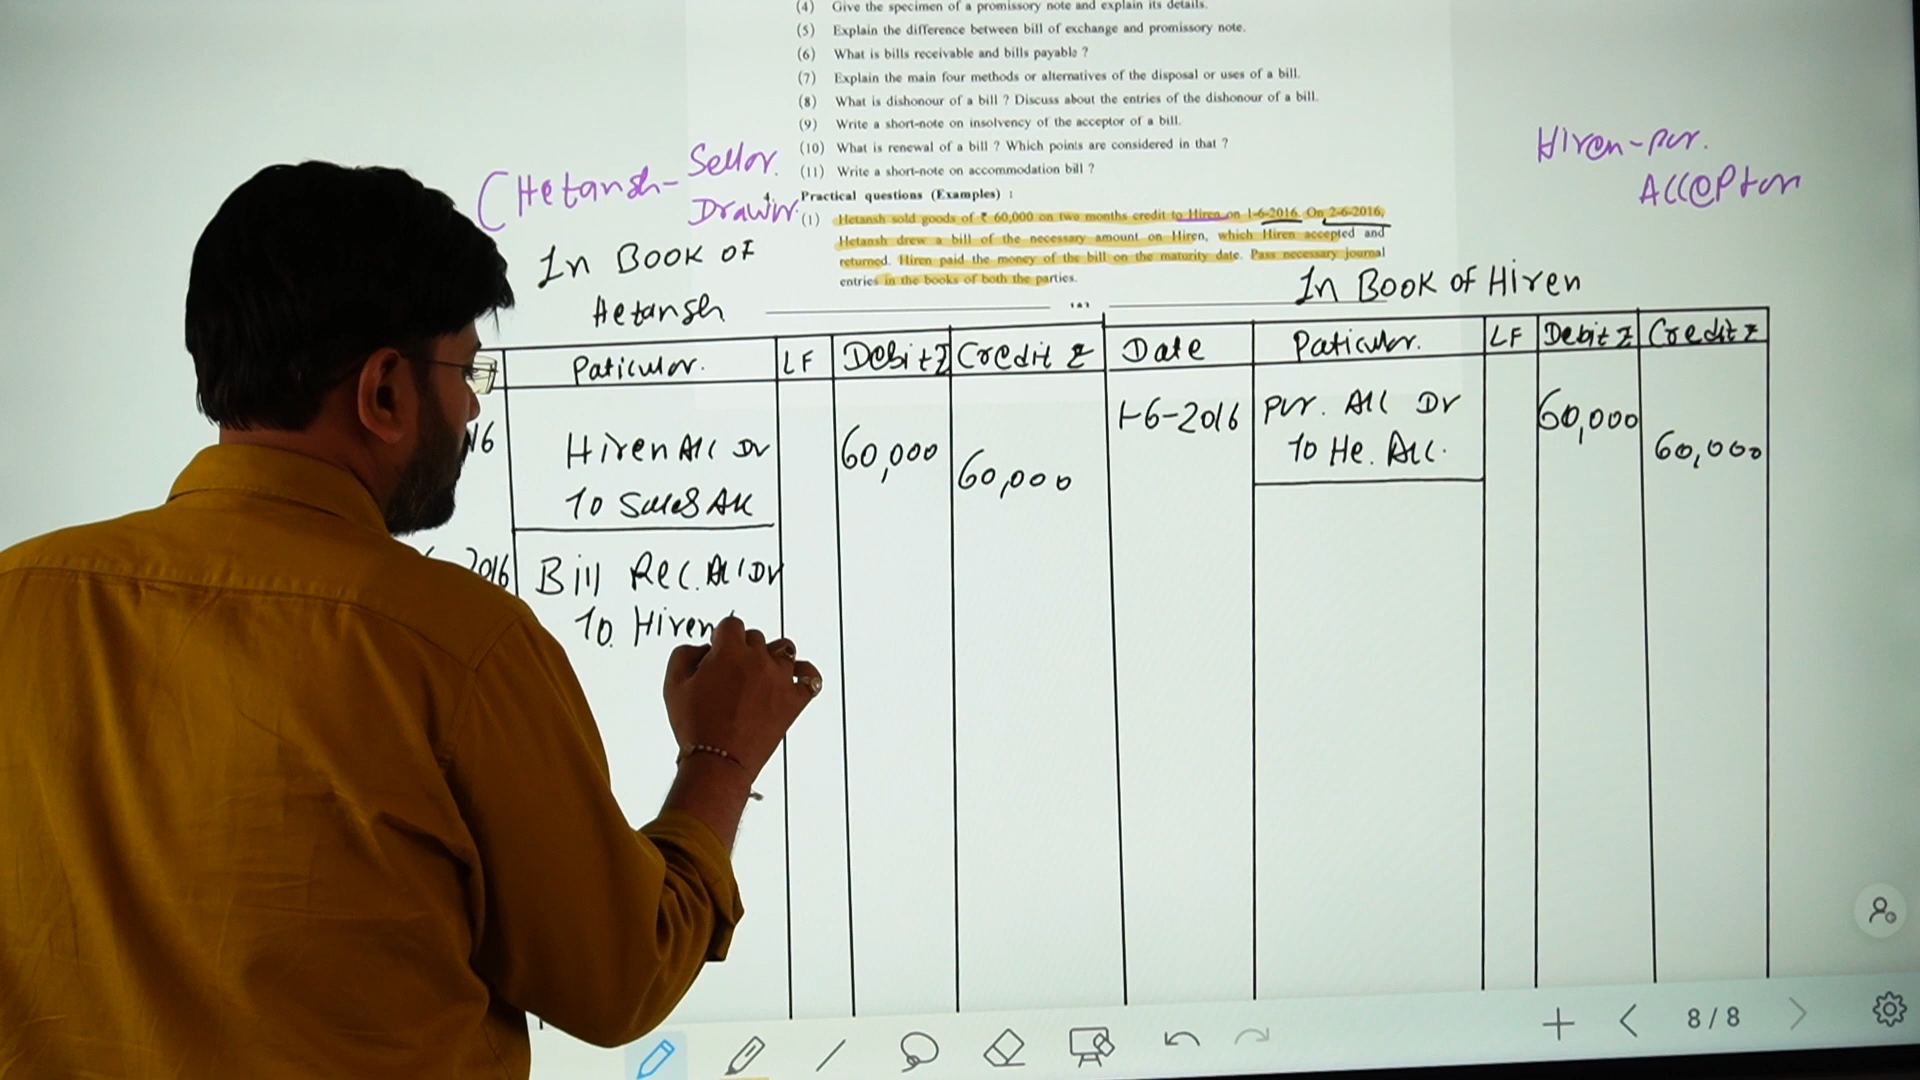 (4) Give the specimen of a promissory note and explain its details.
(5) Explain the difference between bill of exchange and promissory note.
(6) What is bills receivable and bills payable ?
(7) Explain the main four methods or alternatives of the disposal or uses of a bill.
(8) What is dishonour of a bill ? Discuss about the entries of the dishonour of a bill.
(9) Write a short-note on insolvency of the acceptor of a bill.
(10) What is renewal of a bill ? Which points are considered in that ?
(11) Write a short-note on accommodation bill ?
4. Practical questions (Examples) :
(1) Hetansh sold goods of ₹ 60,000 on two months credit to Hiren on 1-6-2016. On 2-6-2016,
Hetansh drew a bill of the necessary amount on Hiren, which Hiren accepted and
returned. Hiren paid the money of the bill on the maturity date. Pass necessary journal
entries in the books of both the parties.
(Hetansh-Sellor.
Hiren-pur.
In Book of
Hetansh
In Book of Hiren
Paticular. LF Debit ₹ Credit ₹
Hiren A/c Dr 60,000
To Sales A/c 60,000
2016 Bill Rec. A/c Dr
To. Hiren
Date Paticular. LF Debit ₹ Credit ₹
1-6-2016 pur. A/c Dr 60,000
To He. A/c. 60,000
8/8